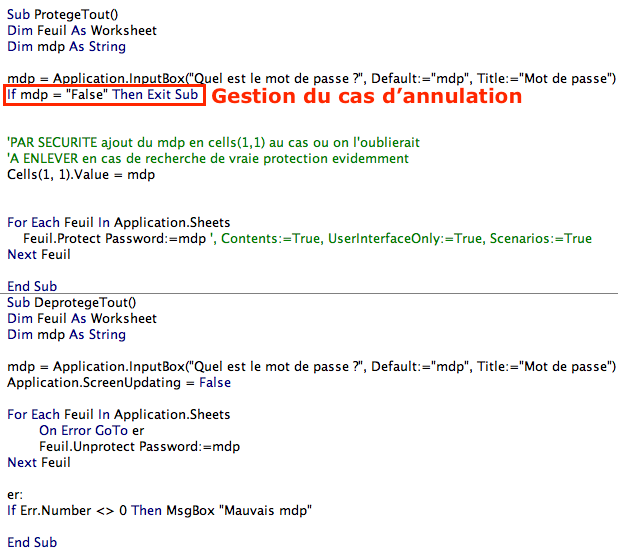 Sub ProtegeTout()
Dim Feuil As Worksheet
Dim mdp As String
mdp = Application.InputBox("Quel est le mot de passe ?", Default:="mdp", Title:="Mot de passe")
If mdp = "False" Then Exit Sub Gestion du cas d’annulation
'PAR SECURITE ajout du mdp en cells(1,1) au cas ou on l'oublierait
'A ENLEVER en cas de recherche de vraie protection evidemment
Cells(1, 1).Value = mdp
For Each Feuil In Application.Sheets
Feuil.Protect Password:=mdp ', Contents:=True, UserInterfaceOnly:=True, Scenarios:=True
Next Feuil
End Sub
Sub DeprotegeTout()
Dim Feuil As Worksheet
Dim mdp As String
mdp = Application.InputBox("Quel est le mot de passe ?", Default:="mdp", Title:="Mot de passe")
Application.ScreenUpdating = False
For Each Feuil In Application.Sheets
On Error GoTo er
Feuil.Unprotect Password:=mdp
Next Feuil
er:
If Err.Number <> 0 Then MsgBox "Mauvais mdp"
End Sub